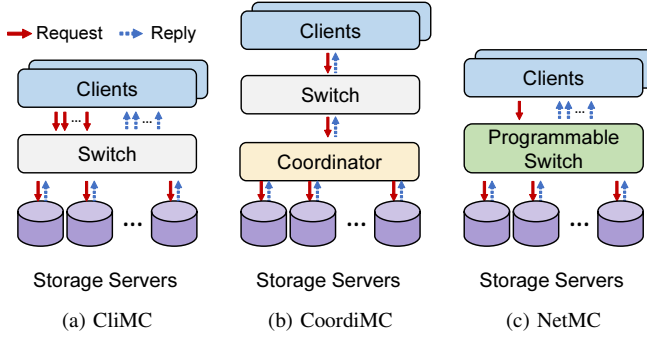 Request Reply
Clients
... ...
Switch
...
Storage Servers
(a) CliMC
Clients
Switch
Coordinator
...
Storage Servers
(b) CoordiMC
Clients
...
Programmable
Switch
...
Storage Servers
(c) NetMC